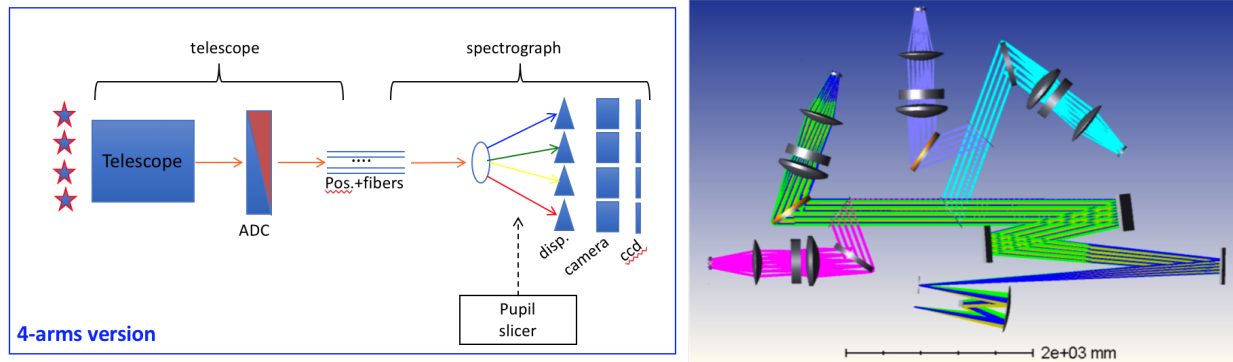 telescope
spectrograph
Telescope
ADC
....
Pos.+fibers
disp.
camera
ccd
Pupil
slicer
4-arms version
2e+03 mm